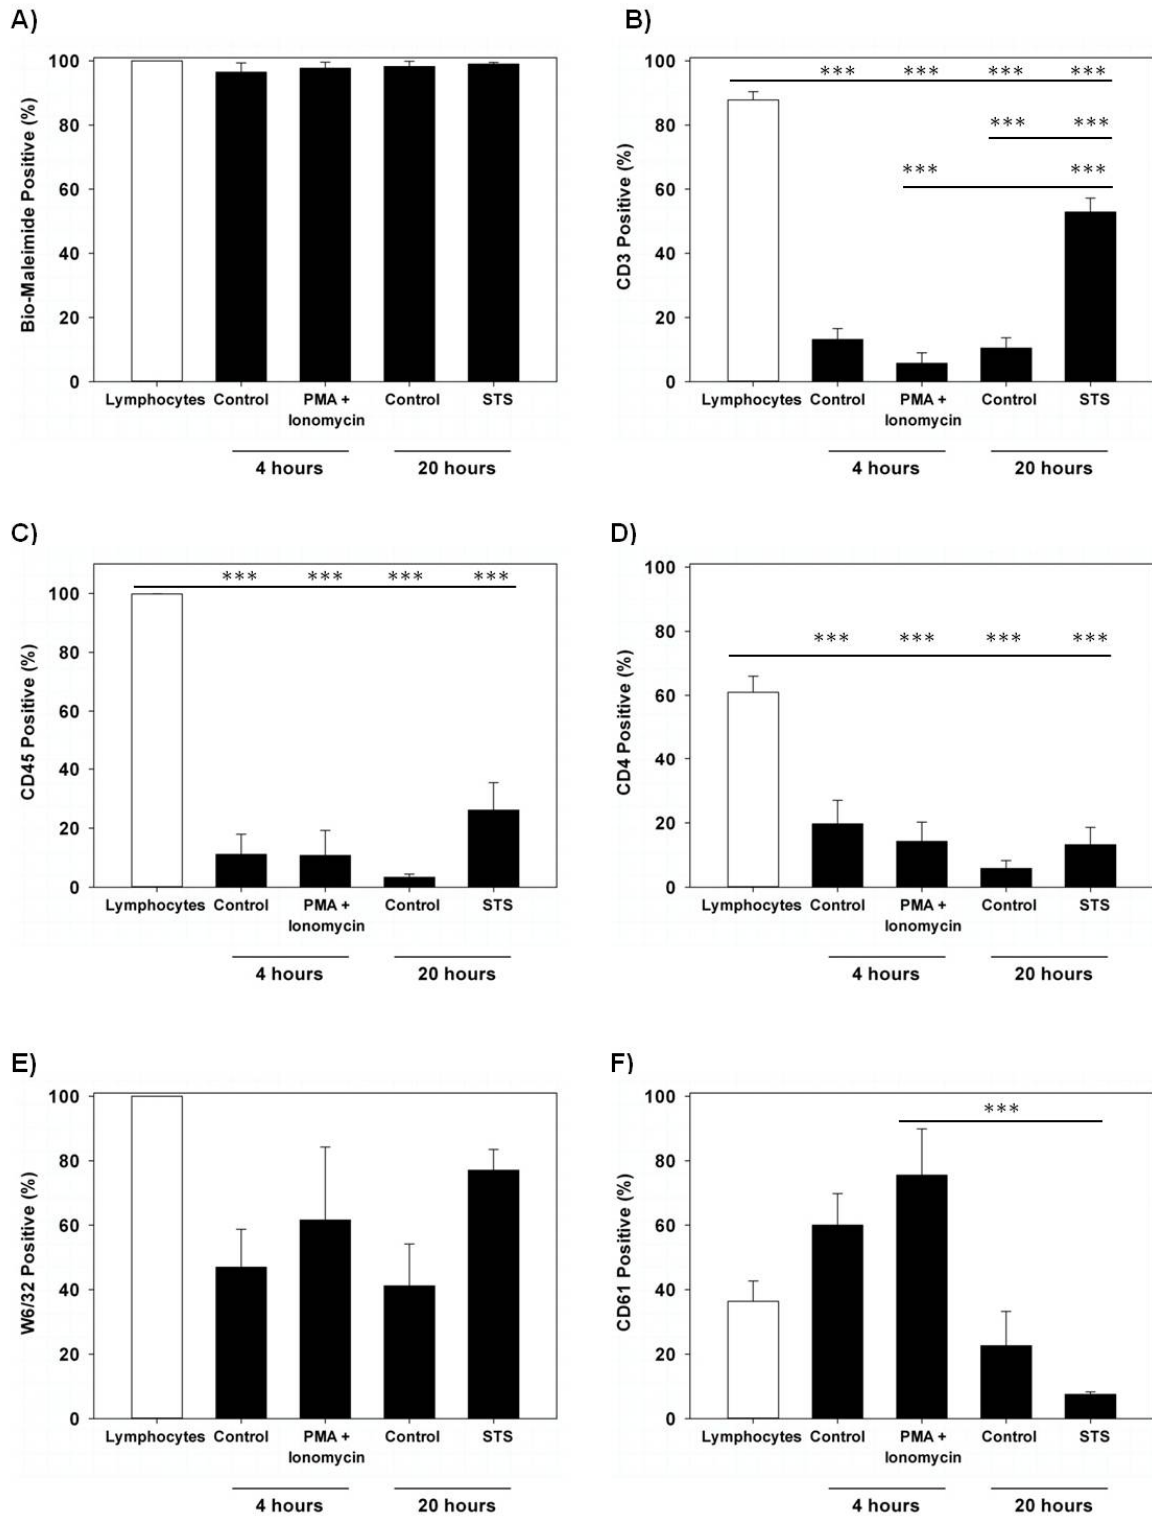 A)
Bio-Maleimide Positive (%)
100
80
60
40
20
0
Lymphocytes Control PMA + Control STS
Ionomycin
4 hours 20 hours
B)
CD3 Positive (%)
100
80
60
40
20
0
*** *** *** ***
*** ***
*** ***
Lymphocytes Control PMA + Control STS
Ionomycin
4 hours 20 hours
C)
CD45 Positive (%)
100
80
60
40
20
0
*** *** *** ***
Lymphocytes Control PMA + Control STS
Ionomycin
4 hours 20 hours
D)
CD4 Positive (%)
100
80
60
40
20
0
*** *** *** ***
Lymphocytes Control PMA + Control STS
Ionomycin
4 hours 20 hours
E)
W6/32 Positive (%)
100
80
60
40
20
0
Lymphocytes Control PMA + Control STS
Ionomycin
4 hours 20 hours
F)
CD61 Positive (%)
100
80
60
40
20
0
***
Lymphocytes Control PMA + Control STS
Ionomycin
4 hours 20 hours